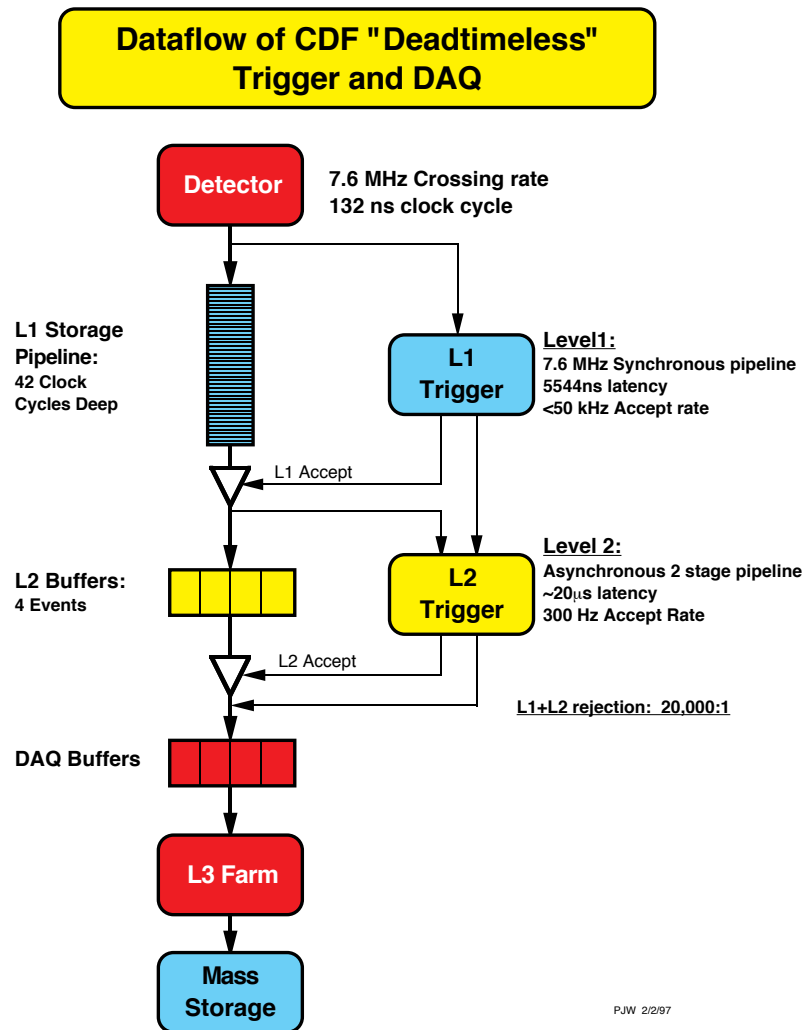 Dataflow of CDF "Deadtimeless"
Trigger and DAQ
Detector
7.6 MHz Crossing rate
132 ns clock cycle
L1 Storage
Pipeline:
42 Clock
Cycles Deep
L1
Trigger
Level1:
7.6 MHz Synchronous pipeline
5544ns latency
<50 kHz Accept rate
L1 Accept
L2 Buffers:
4 Events
L2
Trigger
Level 2:
Asynchronous 2 stage pipeline
~20μs latency
300 Hz Accept Rate
L2 Accept
L1+L2 rejection: 20,000:1
DAQ Buffers
L3 Farm
Mass
Storage
PJW 2/2/97